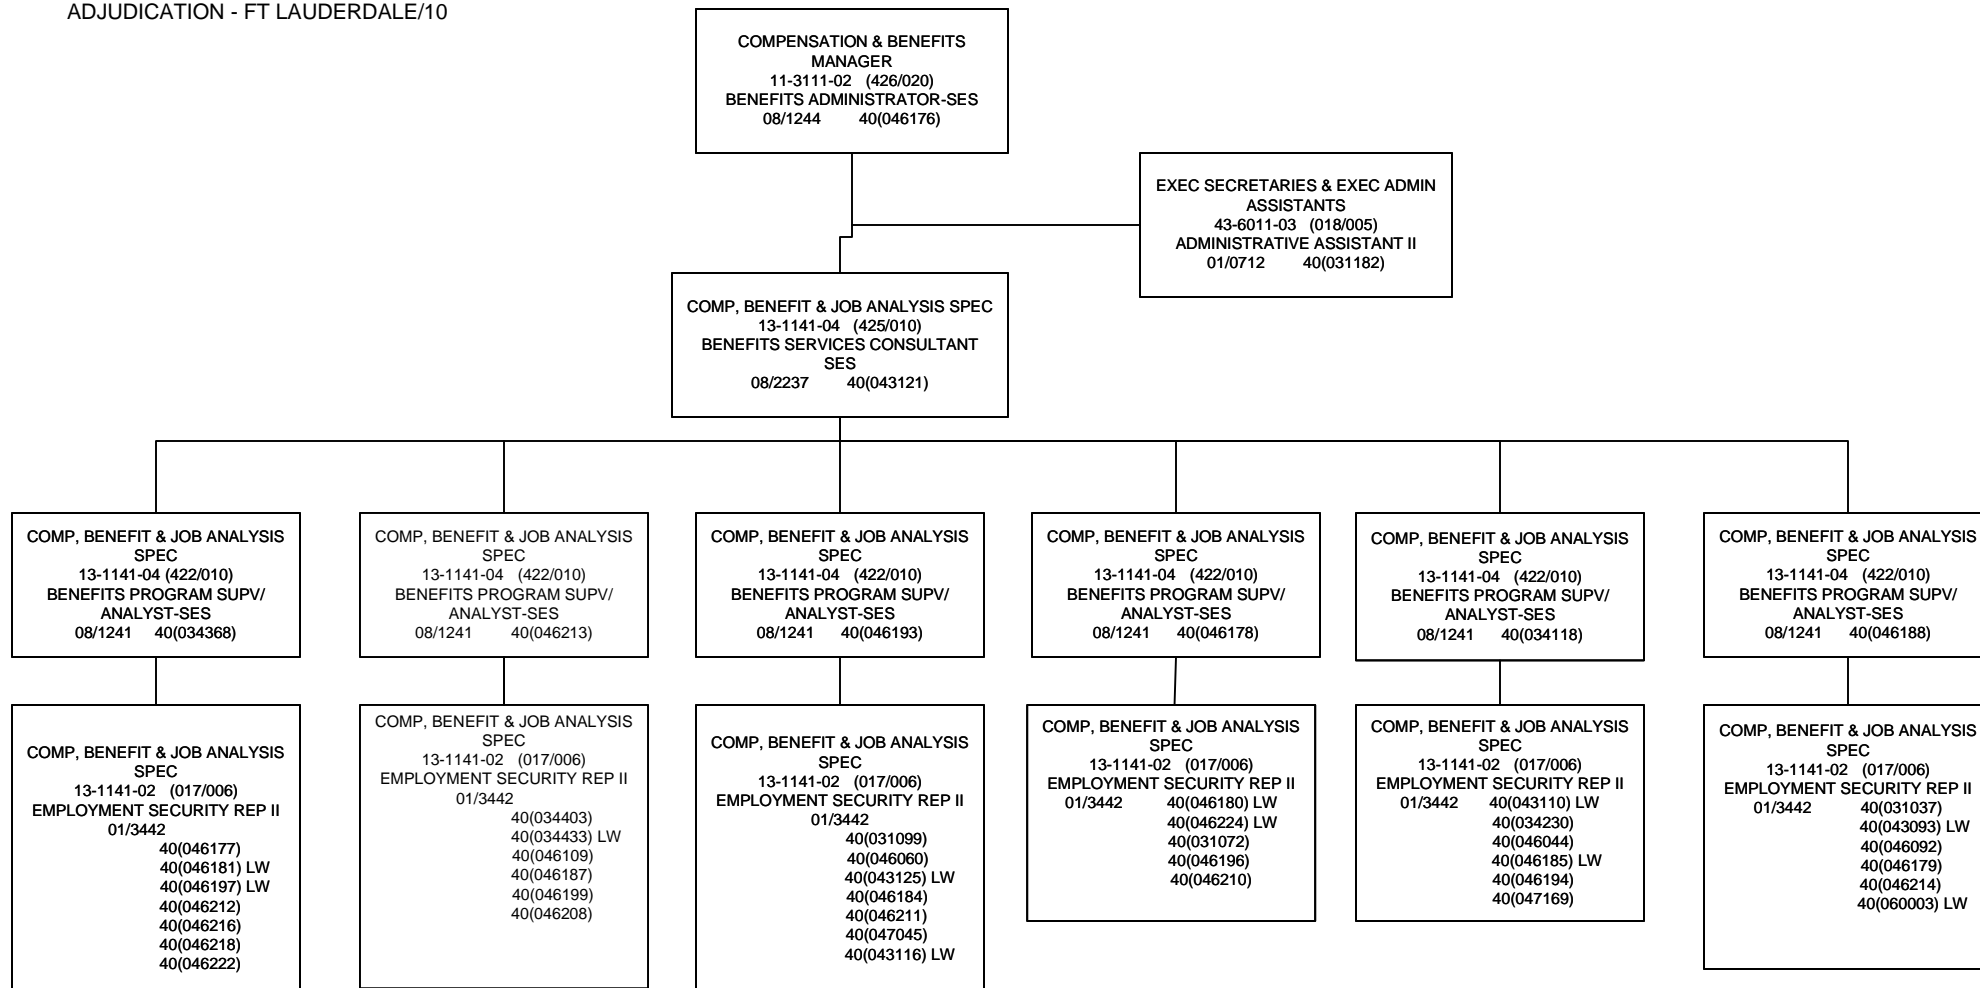 ADJUDICATION - FT LAUDERDALE/10
COMPENSATION & BENEFITS
MANAGER
11-3111-02 (426/020)
BENEFITS ADMINISTRATOR-SES
08/1244 40(046176)
EXEC SECRETARIES & EXEC ADMIN
ASSISTANTS
43-6011-03 (018/005)
ADMINISTRATIVE ASSISTANT II
01/0712 40(031182)
COMP, BENEFIT & JOB ANALYSIS SPEC
13-1141-04 (425/010)
BENEFITS SERVICES CONSULTANT
SES
08/2237 40(043121)
COMP, BENEFIT & JOB ANALYSIS
SPEC
13-1141-04 (422/010)
BENEFITS PROGRAM SUPV/
ANALYST-SES
08/1241 40(034368)
COMP, BENEFIT & JOB ANALYSIS
SPEC
13-1141-04 (422/010)
BENEFITS PROGRAM SUPV/
ANALYST-SES
08/1241 40(046213)
COMP, BENEFIT & JOB ANALYSIS
SPEC
13-1141-04 (422/010)
BENEFITS PROGRAM SUPV/
ANALYST-SES
08/1241 40(046193)
COMP, BENEFIT & JOB ANALYSIS
SPEC
13-1141-04 (422/010)
BENEFITS PROGRAM SUPV/
ANALYST-SES
08/1241 40(046178)
COMP, BENEFIT & JOB ANALYSIS
SPEC
13-1141-04 (422/010)
BENEFITS PROGRAM SUPV/
ANALYST-SES
08/1241 40(034118)
COMP, BENEFIT & JOB ANALYSIS
SPEC
13-1141-04 (422/010)
BENEFITS PROGRAM SUPV/
ANALYST-SES
08/1241 40(046188)
COMP, BENEFIT & JOB ANALYSIS
SPEC
13-1141-02 (017/006)
EMPLOYMENT SECURITY REP II
01/3442
40(046177)
40(046181) LW
40(046197) LW
40(046212)
40(046216)
40(046218)
40(046222)
COMP, BENEFIT & JOB ANALYSIS
SPEC
13-1141-02 (017/006)
EMPLOYMENT SECURITY REP II
01/3442
40(034403)
40(034433) LW
40(046109)
40(046187)
40(046199)
40(046208)
COMP, BENEFIT & JOB ANALYSIS
SPEC
13-1141-02 (017/006)
EMPLOYMENT SECURITY REP II
01/3442
40(031099)
40(046060)
40(043125) LW
40(046184)
40(046211)
40(047045)
40(043116) LW
COMP, BENEFIT & JOB ANALYSIS
SPEC
13-1141-02 (017/006)
EMPLOYMENT SECURITY REP II
01/3442 40(046180) LW
40(046224) LW
40(031072)
40(046196)
40(046210)
COMP, BENEFIT & JOB ANALYSIS
SPEC
13-1141-02 (017/006)
EMPLOYMENT SECURITY REP II
01/3442 40(043110) LW
40(034230)
40(046044)
40(046185) LW
40(046194)
40(047169)
COMP, BENEFIT & JOB ANALYSIS
SPEC
13-1141-02 (017/006)
EMPLOYMENT SECURITY REP II
01/3442 40(031037)
40(043093) LW
40(046092)
40(046179)
40(046214)
40(060003) LW